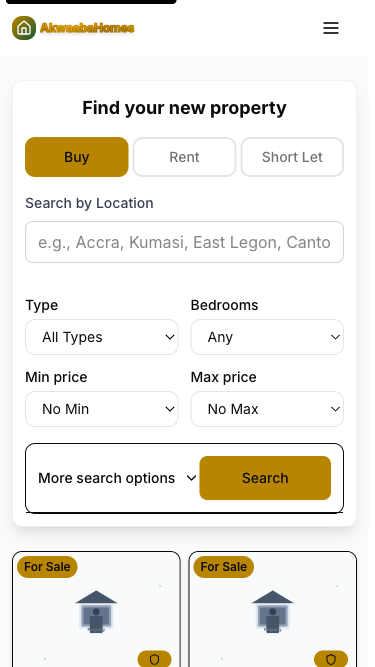 AkwaabaHomes
Find your new property
Buy
Rent
Short Let
Search by Location
e.g., Accra, Kumasi, East Legon, Canto
Type
Bedrooms
All Types
Any
Min price
Max price
No Min
No Max
More search options
Search
For Sale
For Sale